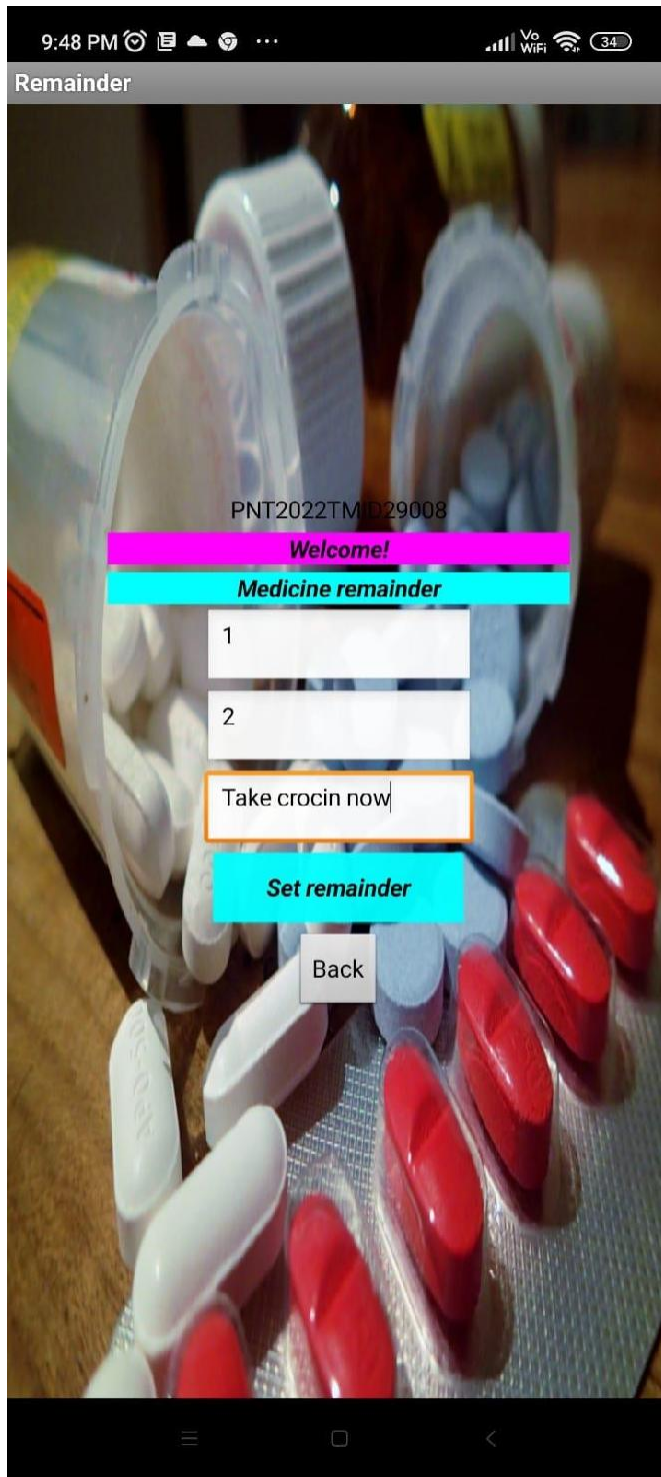 9:48 PM
Vo
WiFi
34
Remainder
PNT2022TMID29008
Welcome!
Medicine remainder
1
2
Take crocin now
Set remainder
Back